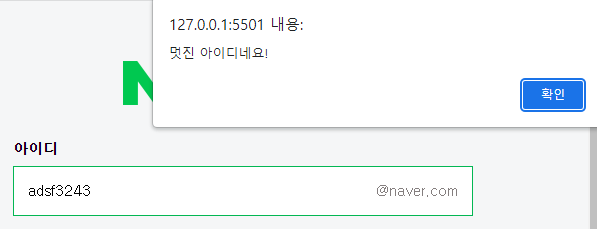 127.0.0.1:5501 내용:
멋진 아이디네요!
확인
N
아이디
adsf3243 @naver.com